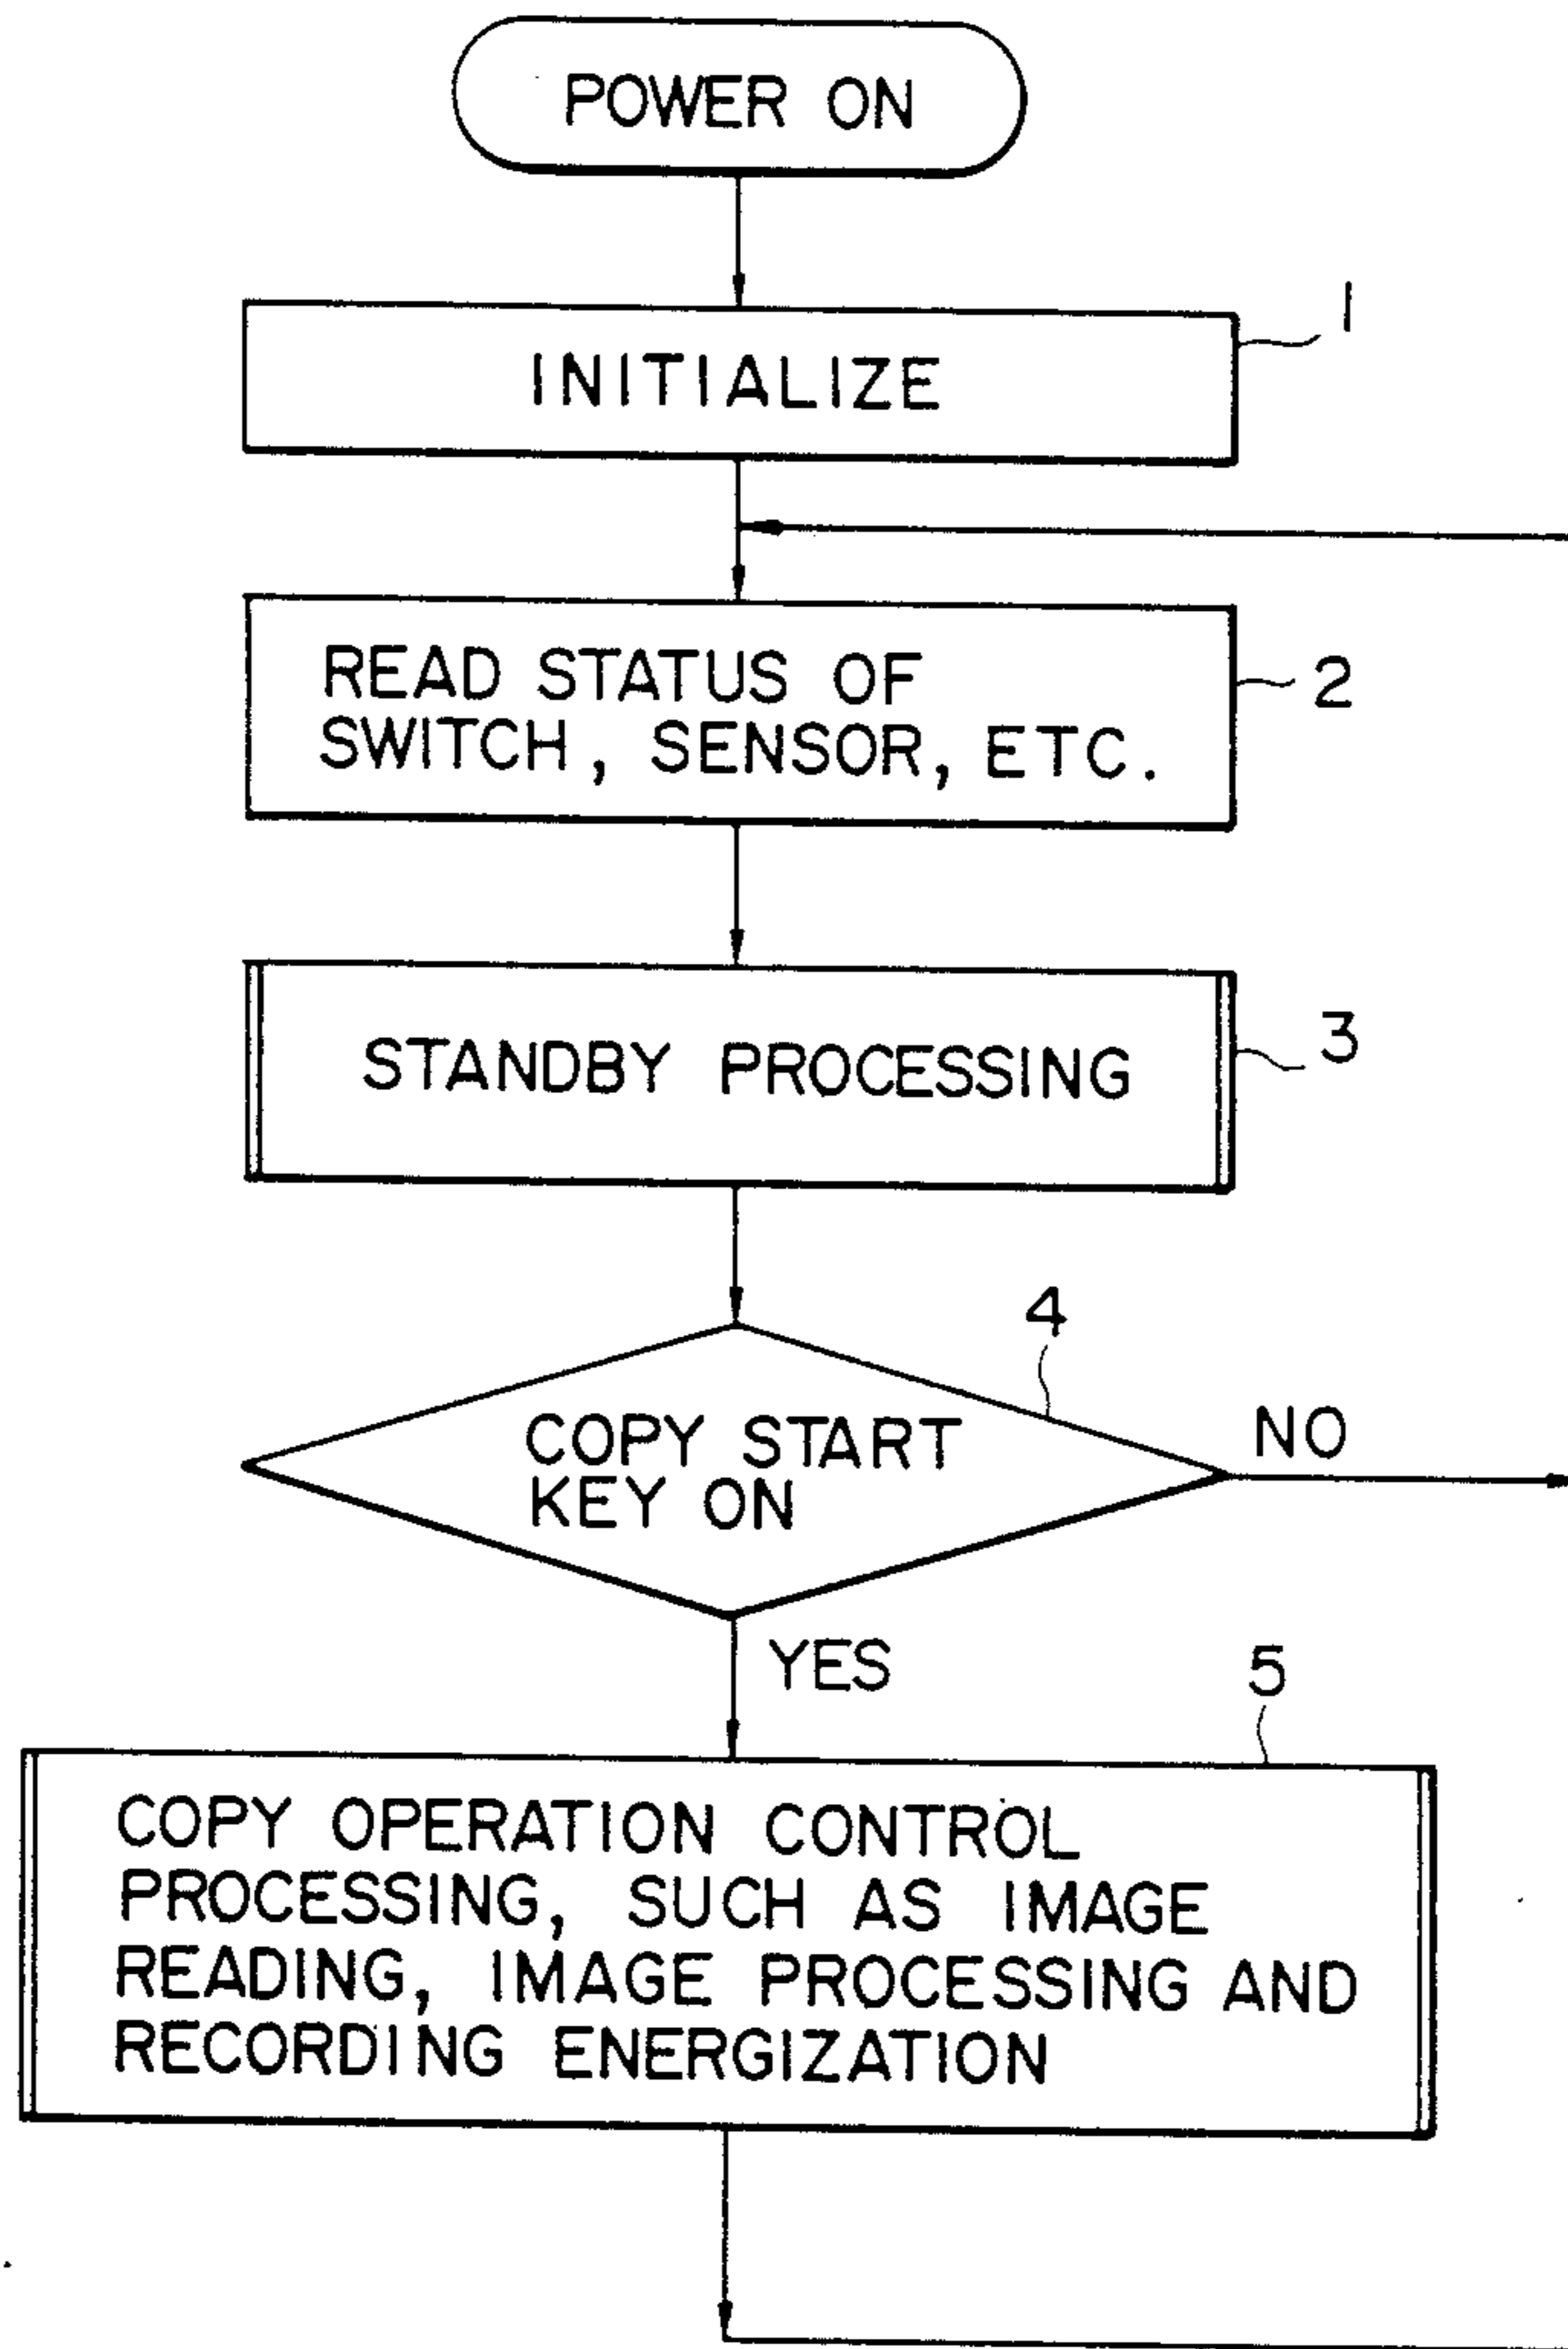 POWER ON
1
INITIALIZE
READ STATUS OF
SWITCH, SENSOR, ETC.
2
STANDBY PROCESSING
3
4
COPY START
KEY ON
NO
YES
5
COPY OPERATION CONTROL
PROCESSING, SUCH AS IMAGE
READING, IMAGE PROCESSING AND
RECORDING ENERGIZATION